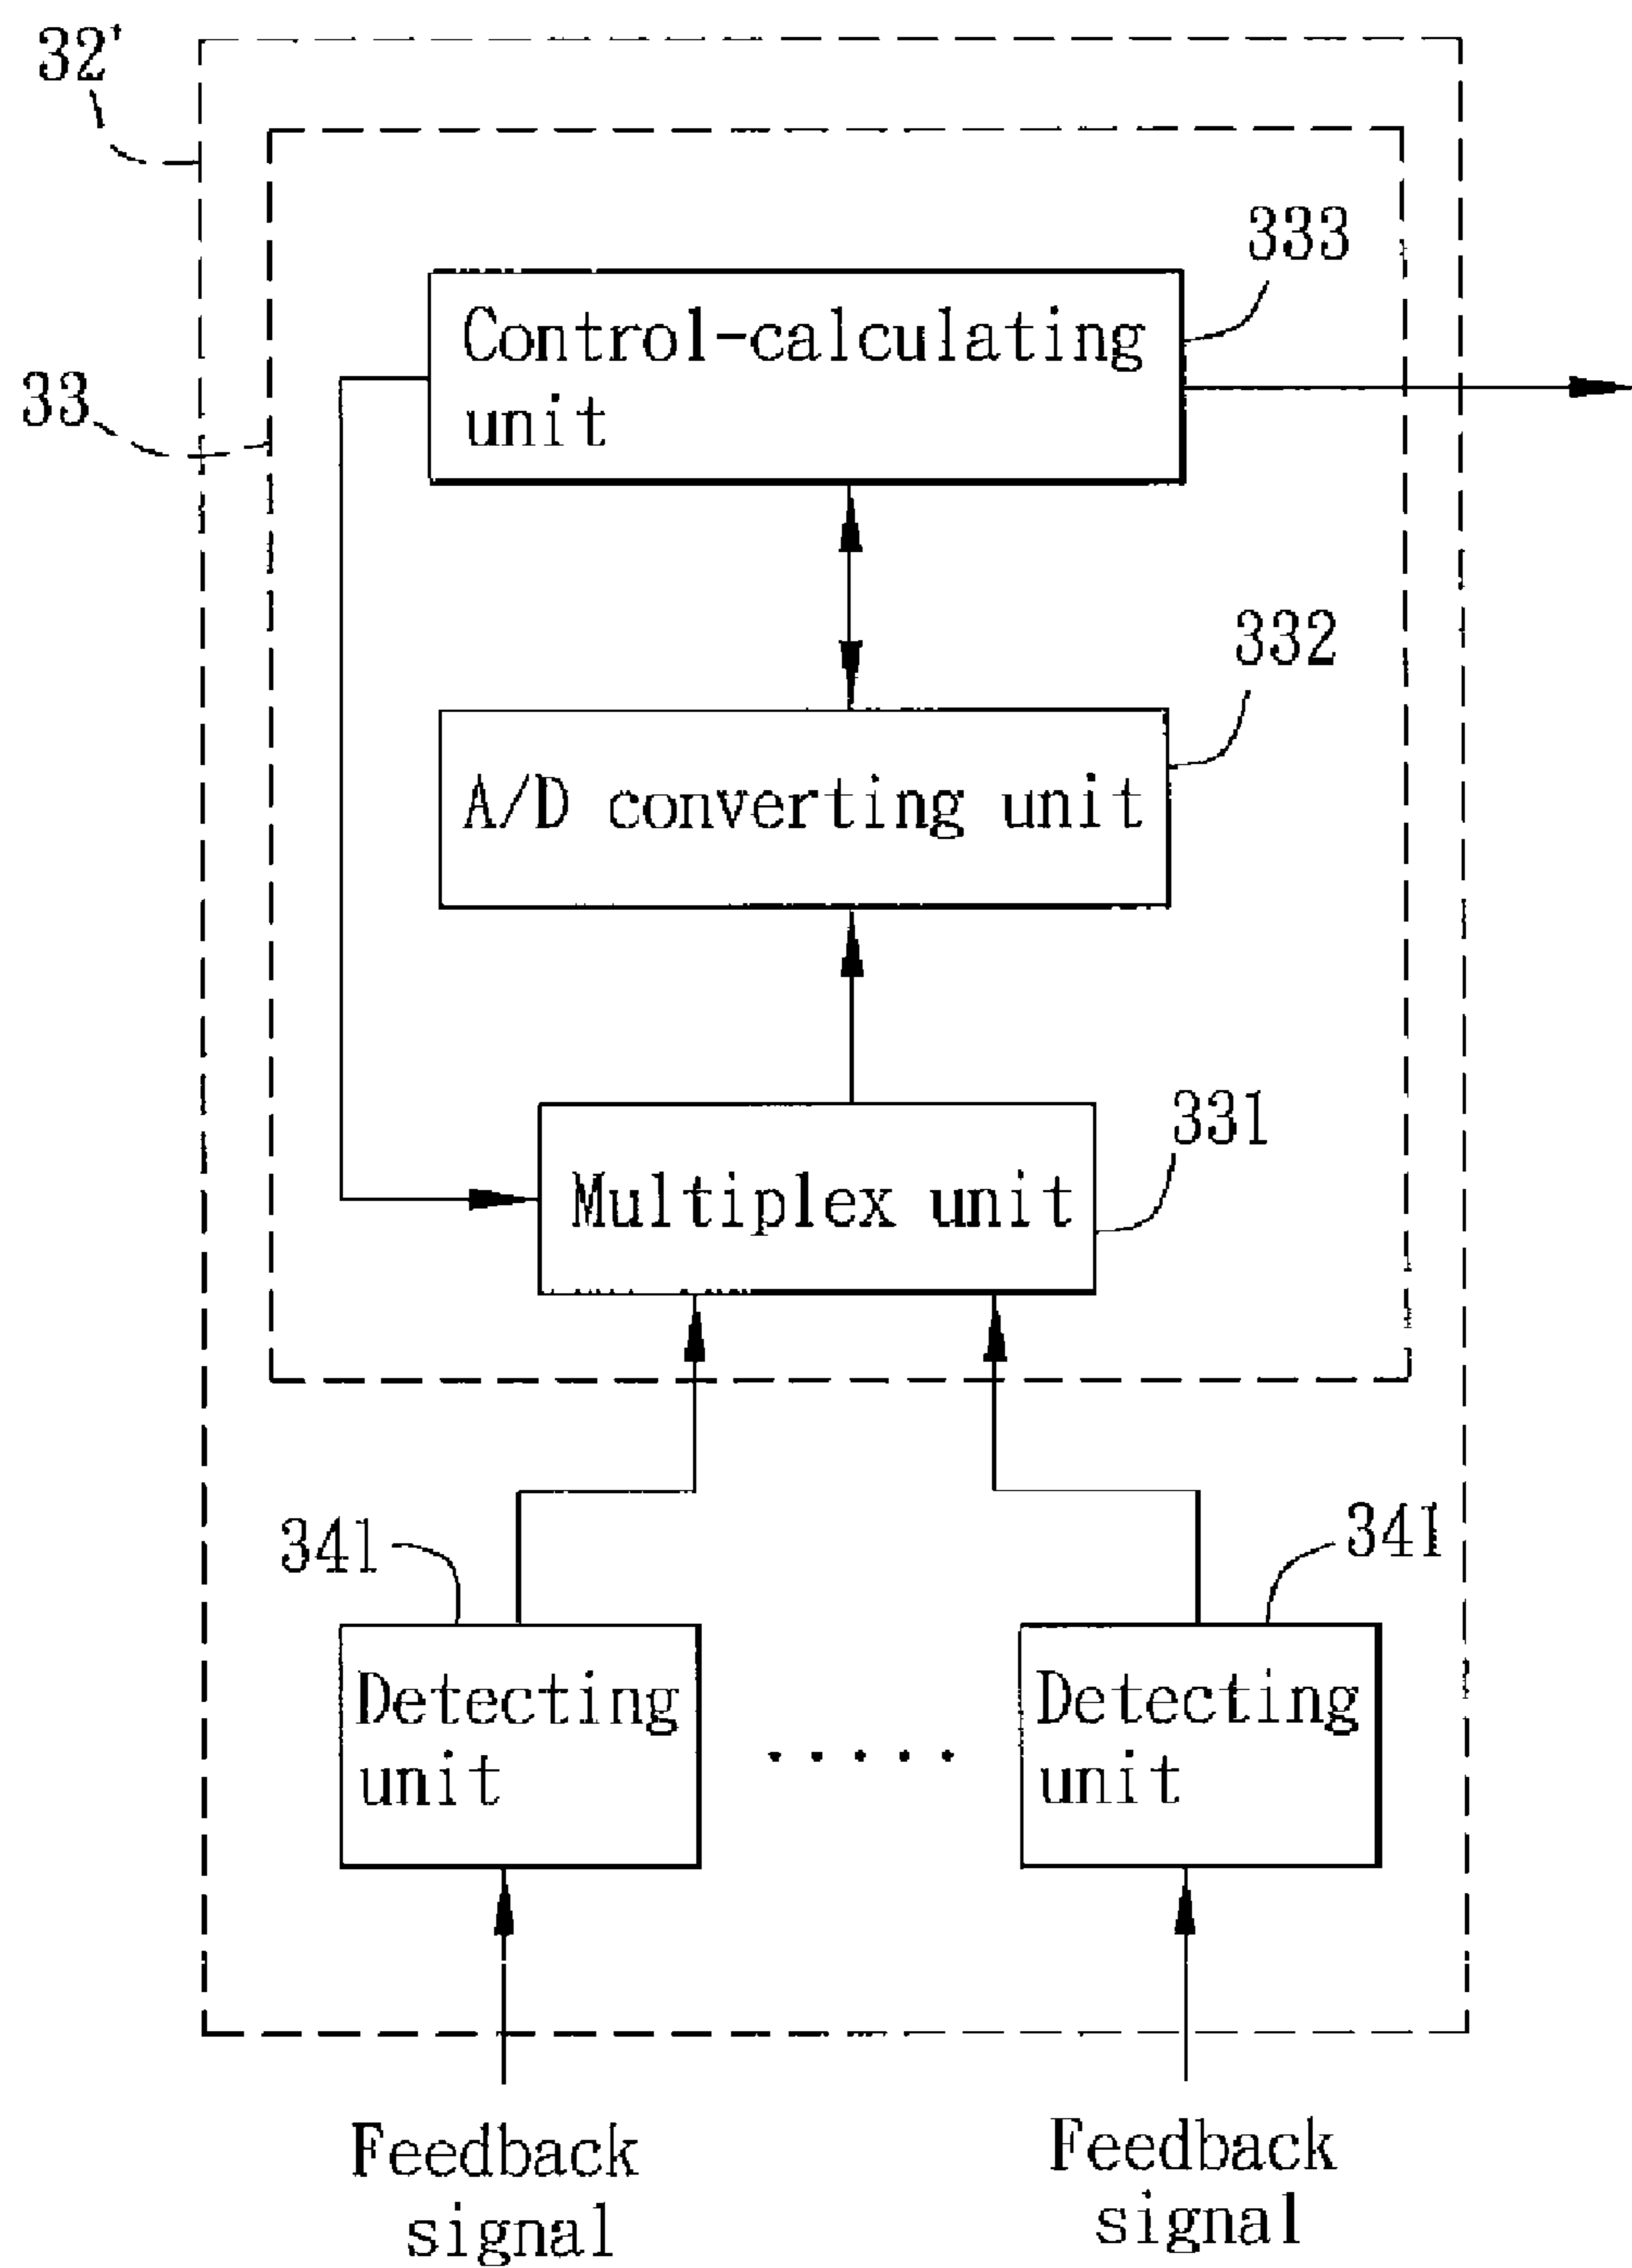 32'
333
Control-calculating
unit
33
332
A/D converting unit
331
Multiplex unit
341
341
Detecting
unit
Detecting
unit
Feedback
signal
Feedback
signal